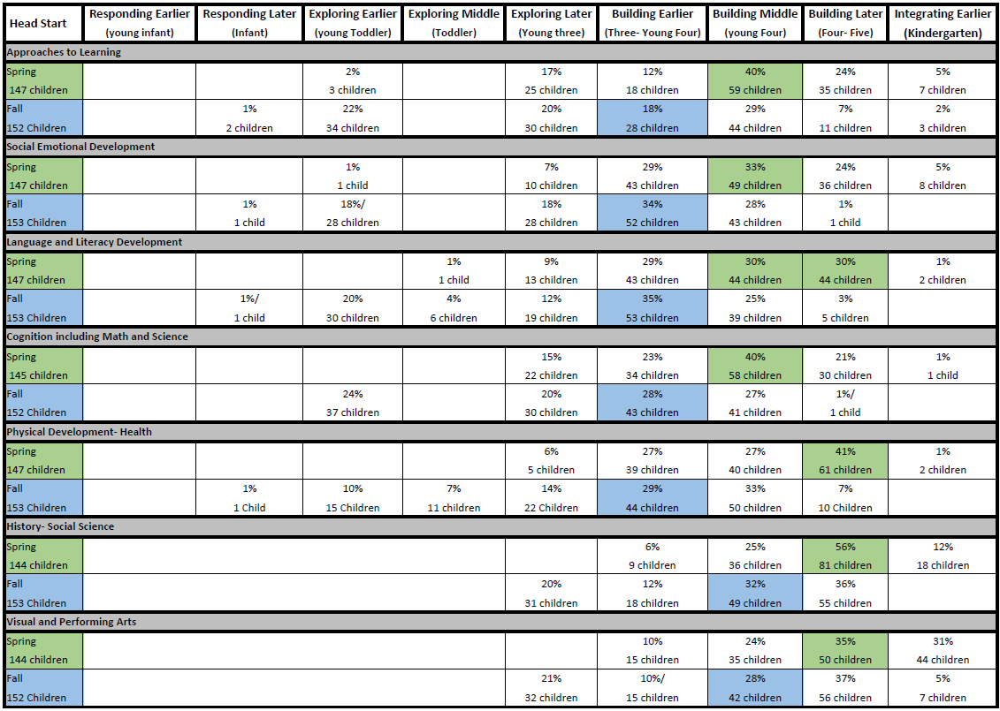 Head Start Responding Earlier Responding Later Exploring Earlier Exploring Middle Exploring Later Building Earlier Building Middle Building Later Integrating Earlier
(young infant) (Infant) (young Toddler) (Toddler) (Young three) (Three- Young Four) (young Four) (Four- Five) (Kindergarten)
Approaches to Learning
Spring 2% 17% 12% 40% 24% 5%
147 children 3 children 25 children 18 children 59 children 35 children 7 children
Fall 1% 22% 20% 18% 29% 7% 2%
152 Children 2 children 34 children 30 children 28 children 44 children 11 children 3 children
Social Emotional Development
Spring 1% 7% 29% 33% 24% 5%
147 children 1 child 10 children 43 children 49 children 36 children 8 children
Fall 1% 18%/ 18% 34% 28% 1%
153 Children 1 child 28 children 28 children 52 children 43 children 1 child
Language and Literacy Development
Spring 1% 9% 29% 30% 30% 1%
147 children 1 child 13 children 43 children 44 children 44 children 2 children
Fall 1%/ 20% 4% 12% 35% 25% 3%
153 Children 1 child 30 children 6 children 19 children 53 children 39 children 5 children
Cognition including Math and Science
Spring 15% 23% 40% 21% 1%
145 children 22 children 34 children 58 children 30 children 1 child
Fall 24% 20% 28% 27% 1%/
152 Children 37 children 30 children 43 children 41 children 1 child
Physical Development- Health
Spring 6% 27% 27% 41% 1%
147 children 5 children 39 children 40 children 61 children 2 children
Fall 1% 10% 7% 14% 29% 33% 7%
153 Children 1 Child 15 Children 11 children 22 Children 44 children 50 children 10 Children
History- Social Science
Spring 6% 25% 56% 12%
144 children 9 children 36 children 81 children 18 children
Fall 20% 12% 32% 36%
153 Children 31 children 18 children 49 children 55 children
Visual and Performing Arts
Spring 10% 24% 35% 31%
144 children 15 children 35 children 50 children 44 children
Fall 21% 10%/ 28% 37% 5%
152 Children 32 children 15 children 42 children 56 children 7 children